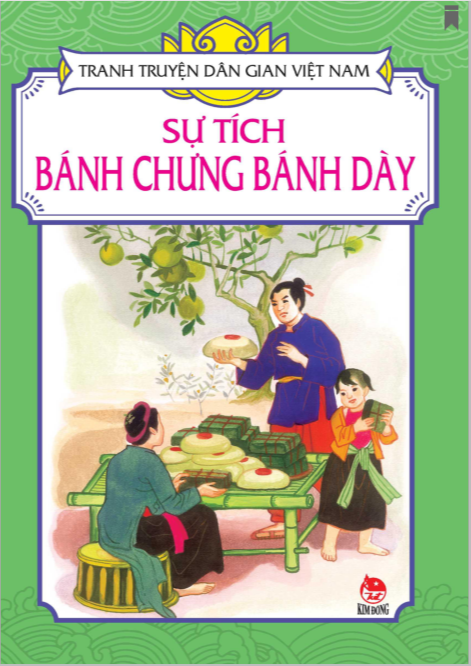 TRANH TRUYỆN DÂN GIAN VIỆT NAM
SỰ TÍCH
BÁNH CHƯNG BÁNH DÀY
KIM ĐỒNG